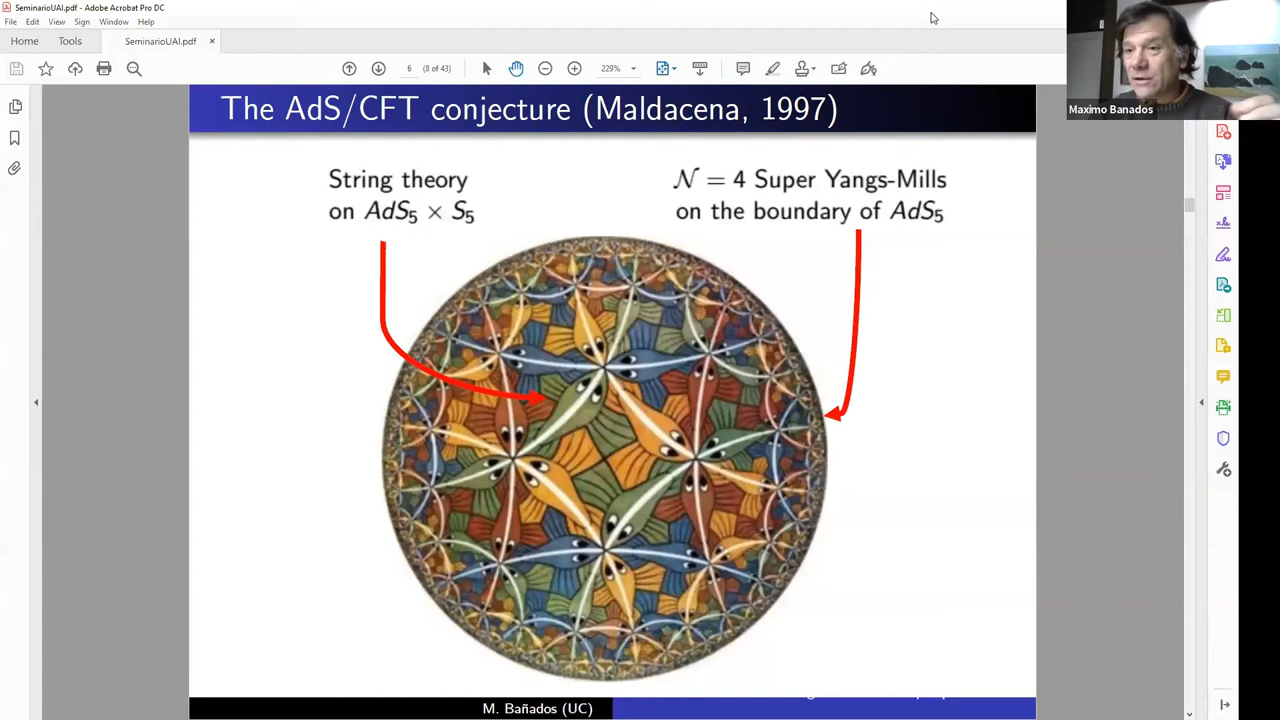 SeminarioUAI.pdf - Adobe Acrobat Pro DC
File Edit View Sign Window Help
Home Tools SeminarioUAI.pdf ×
6 (8 of 43) 229%
Maximo Banados
The AdS/CFT conjecture (Maldacena, 1997)
String theory
on AdS₅ × S₅
𝒩 = 4 Super Yangs-Mills
on the boundary of AdS₅
M. Bañados (UC)